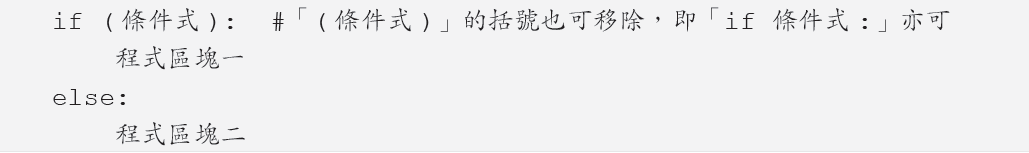 if (條件式):  #「(條件式)」的括號也可移除，即「if 條件式:」亦可
    程式區塊一
else:
    程式區塊二